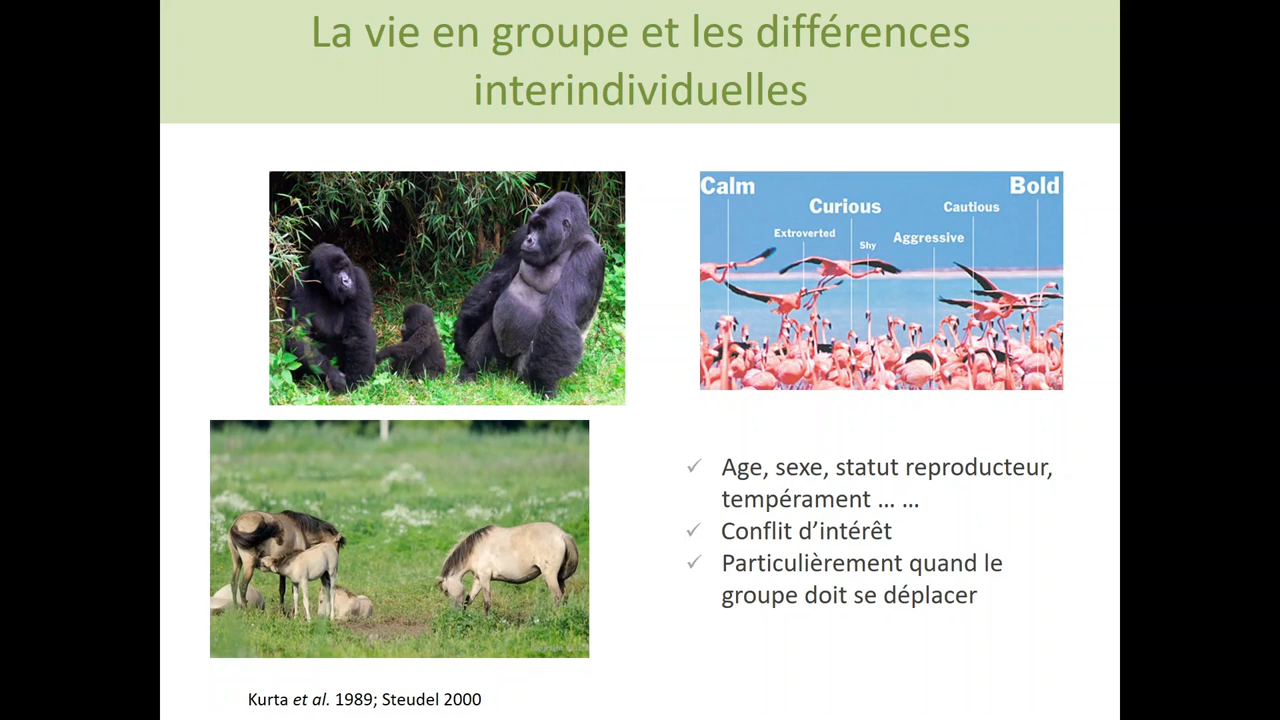 La vie en groupe et les différences
interindividuelles
Calm
Bold
Curious
Cautious
Extroverted
Shy
Aggressive
✓ Age, sexe, statut reproducteur,
tempérament ... ...
✓ Conflit d’intérêt
✓ Particulièrement quand le
groupe doit se déplacer
Kurta et al. 1989; Steudel 2000